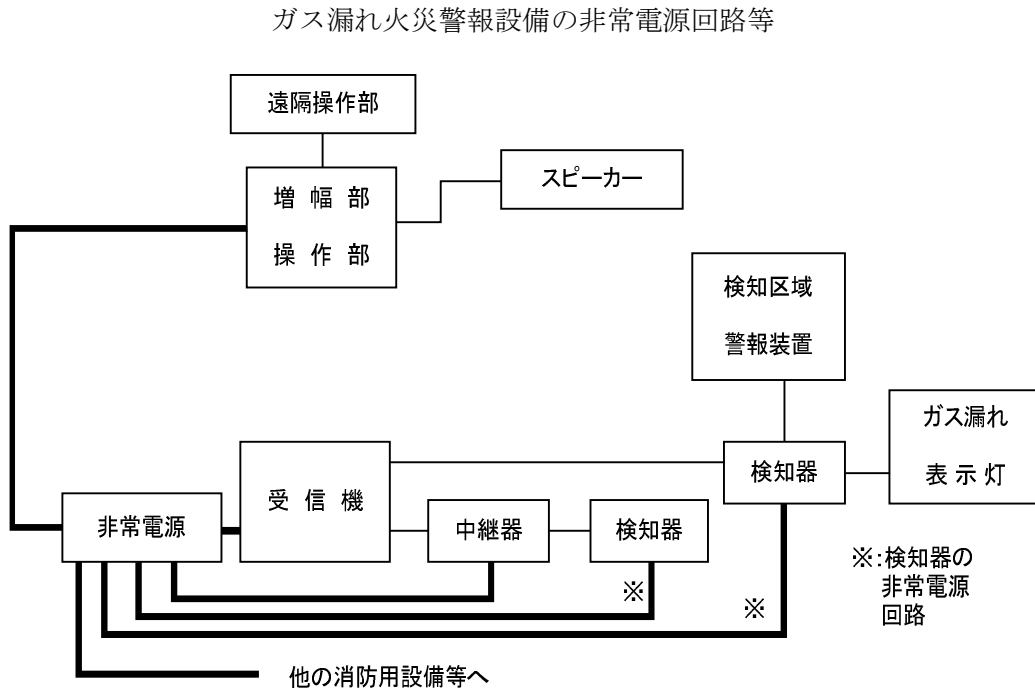 ガス漏れ火災警報設備の非常電源回路等
遠隔操作部
増幅部
操作部
スピーカー
検知区域
警報装置
ガス漏れ
表示灯
検知器
受信機
非常電源
中継器
検知器
※:検知器の
非常電源
回路
※
※
他の消防用設備等へ